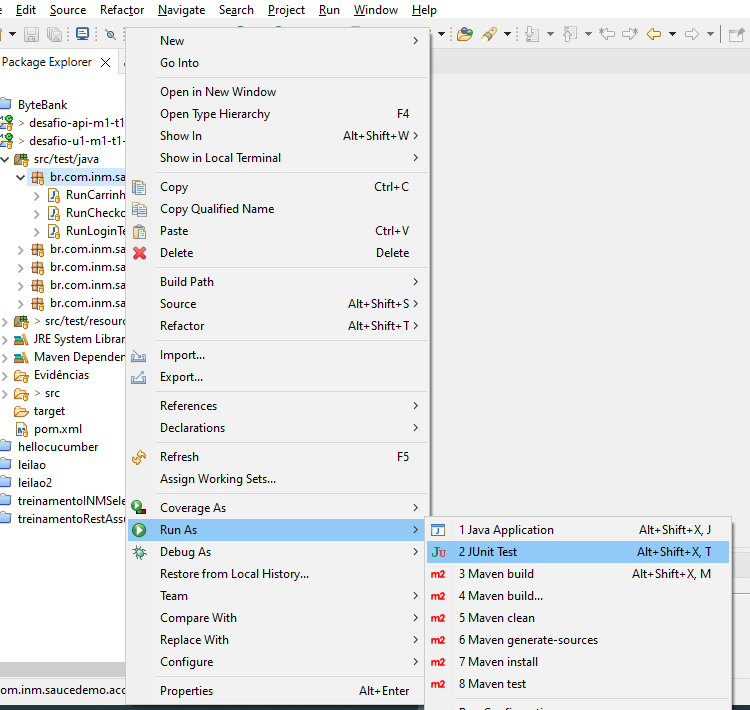 Edit Source Refactor Navigate Search Project Run Window Help
Package Explorer
ByteBank
> desafio-api-m1-t1
> desafio-u1-m1-t1-
src/test/java
br.com.inm.sa
RunCarrinh
RunCheckc
RunLoginTe
br.com.inm.sa
br.com.inm.sa
br.com.inm.sa
br.com.inm.sa
> src/test/resourc
JRE System Librar
Maven Dependen
Evidências
> src
target
pom.xml
hellocucumber
leilao
leilao2
treinamentoINMSele
treinamentoRestAss
om.inm.saucedemo.acc
New
Go Into
Open in New Window
Open Type Hierarchy F4
Show In Alt+Shift+W
Show in Local Terminal
Copy Ctrl+C
Copy Qualified Name
Paste Ctrl+V
Delete Delete
Build Path
Source Alt+Shift+S
Refactor Alt+Shift+T
Import...
Export...
References
Declarations
Refresh F5
Assign Working Sets...
Coverage As
Run As
Debug As
Restore from Local History...
Team
Compare With
Replace With
Configure
Properties Alt+Enter
1 Java Application Alt+Shift+X, J
2 JUnit Test Alt+Shift+X, T
3 Maven build Alt+Shift+X, M
4 Maven build...
5 Maven clean
6 Maven generate-sources
7 Maven install
8 Maven test